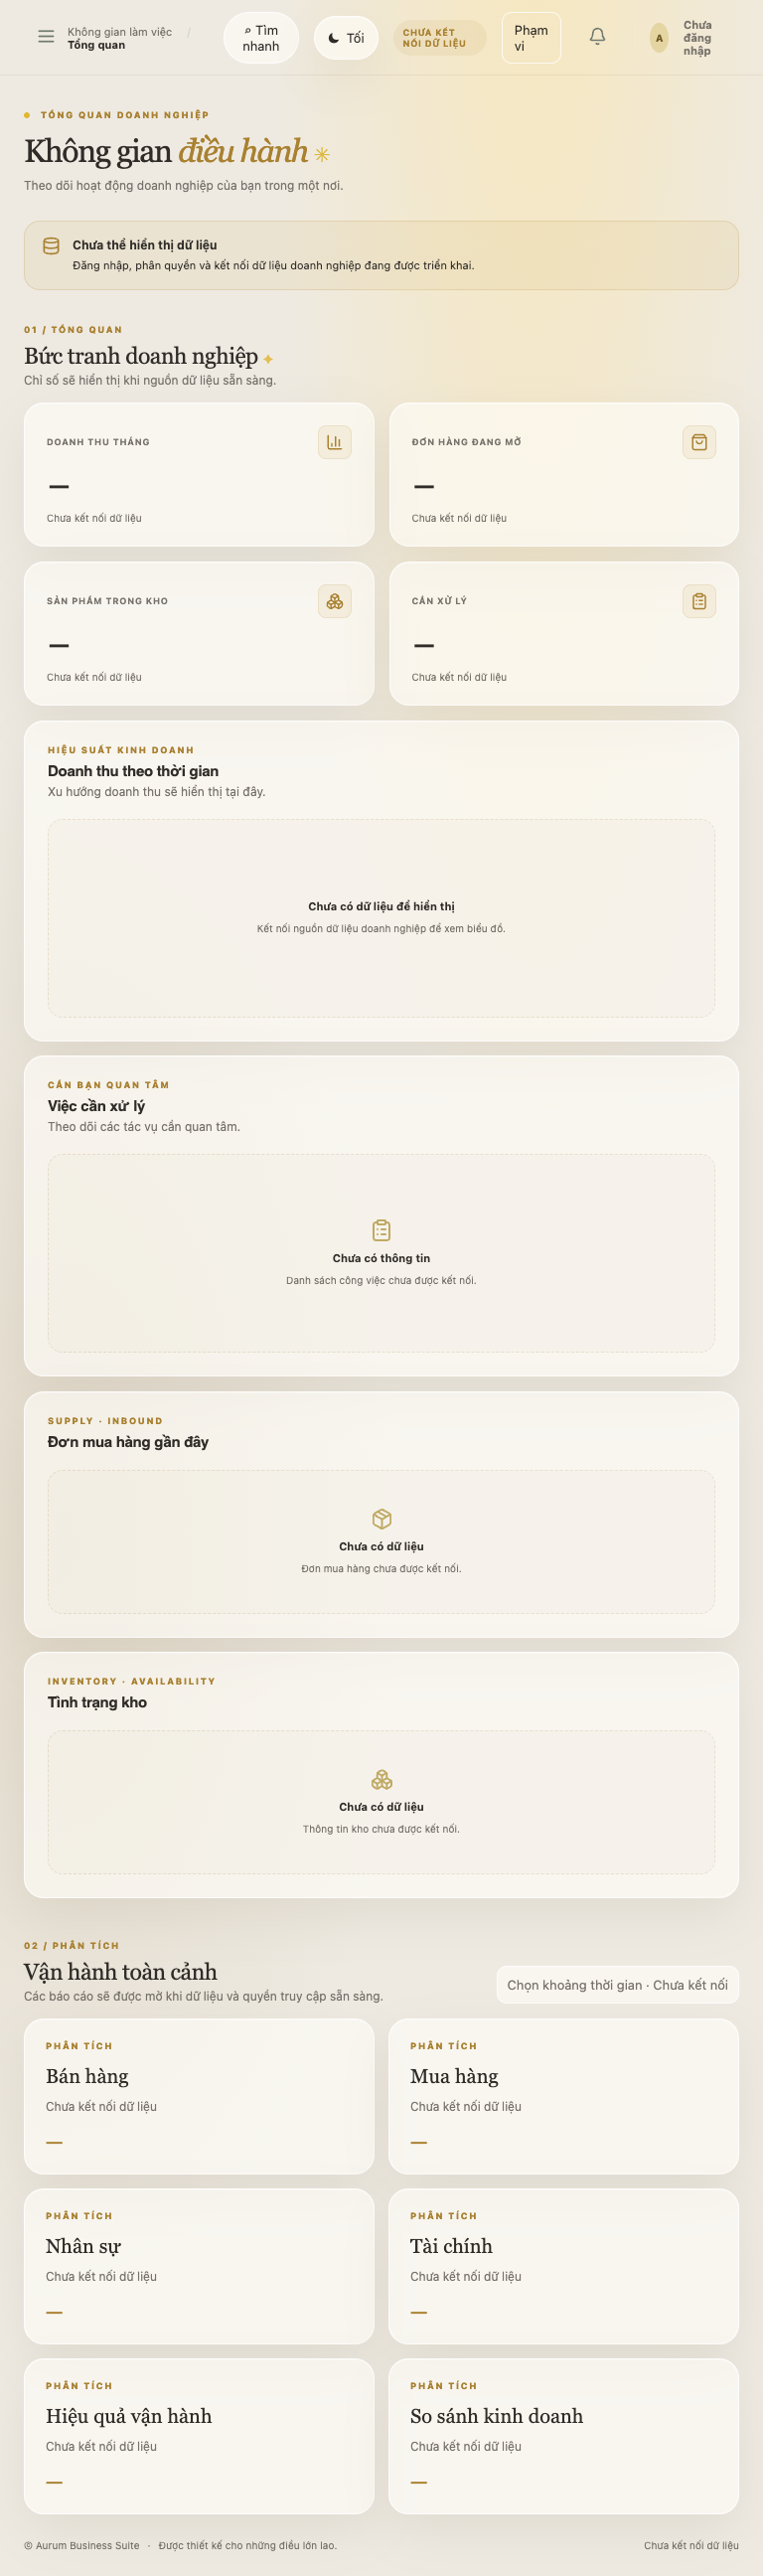 Không gian làm việc /
Tổng quan
⌕ Tìm
nhanh
Tối
CHƯA KẾT
NỐI DỮ LIỆU
Phạm
vi
A
Chưa
đăng
nhập
TỔNG QUAN DOANH NGHIỆP
Không gian điều hành
Theo dõi hoạt động doanh nghiệp của bạn trong một nơi.
Chưa thể hiển thị dữ liệu
Đăng nhập, phân quyền và kết nối dữ liệu doanh nghiệp đang được triển khai.
01 / TỔNG QUAN
Bức tranh doanh nghiệp
Chỉ số sẽ hiển thị khi nguồn dữ liệu sẵn sàng.
DOANH THU THÁNG
—
Chưa kết nối dữ liệu
ĐƠN HÀNG ĐANG MỞ
—
Chưa kết nối dữ liệu
SẢN PHẨM TRONG KHO
—
Chưa kết nối dữ liệu
CẦN XỬ LÝ
—
Chưa kết nối dữ liệu
HIỆU SUẤT KINH DOANH
Doanh thu theo thời gian
Xu hướng doanh thu sẽ hiển thị tại đây.
Chưa có dữ liệu để hiển thị
Kết nối nguồn dữ liệu doanh nghiệp để xem biểu đồ.
CẦN BẠN QUAN TÂM
Việc cần xử lý
Theo dõi các tác vụ cần quan tâm.
Chưa có thông tin
Danh sách công việc chưa được kết nối.
SUPPLY · INBOUND
Đơn mua hàng gần đây
Chưa có dữ liệu
Đơn mua hàng chưa được kết nối.
INVENTORY · AVAILABILITY
Tình trạng kho
Chưa có dữ liệu
Thông tin kho chưa được kết nối.
02 / PHÂN TÍCH
Vận hành toàn cảnh
Các báo cáo sẽ được mở khi dữ liệu và quyền truy cập sẵn sàng.
Chọn khoảng thời gian · Chưa kết nối
PHÂN TÍCH
Bán hàng
Chưa kết nối dữ liệu
—
PHÂN TÍCH
Mua hàng
Chưa kết nối dữ liệu
—
PHÂN TÍCH
Nhân sự
Chưa kết nối dữ liệu
—
PHÂN TÍCH
Tài chính
Chưa kết nối dữ liệu
—
PHÂN TÍCH
Hiệu quả vận hành
Chưa kết nối dữ liệu
—
PHÂN TÍCH
So sánh kinh doanh
Chưa kết nối dữ liệu
—
© Aurum Business Suite · Được thiết kế cho những điều lớn lao.
Chưa kết nối dữ liệu